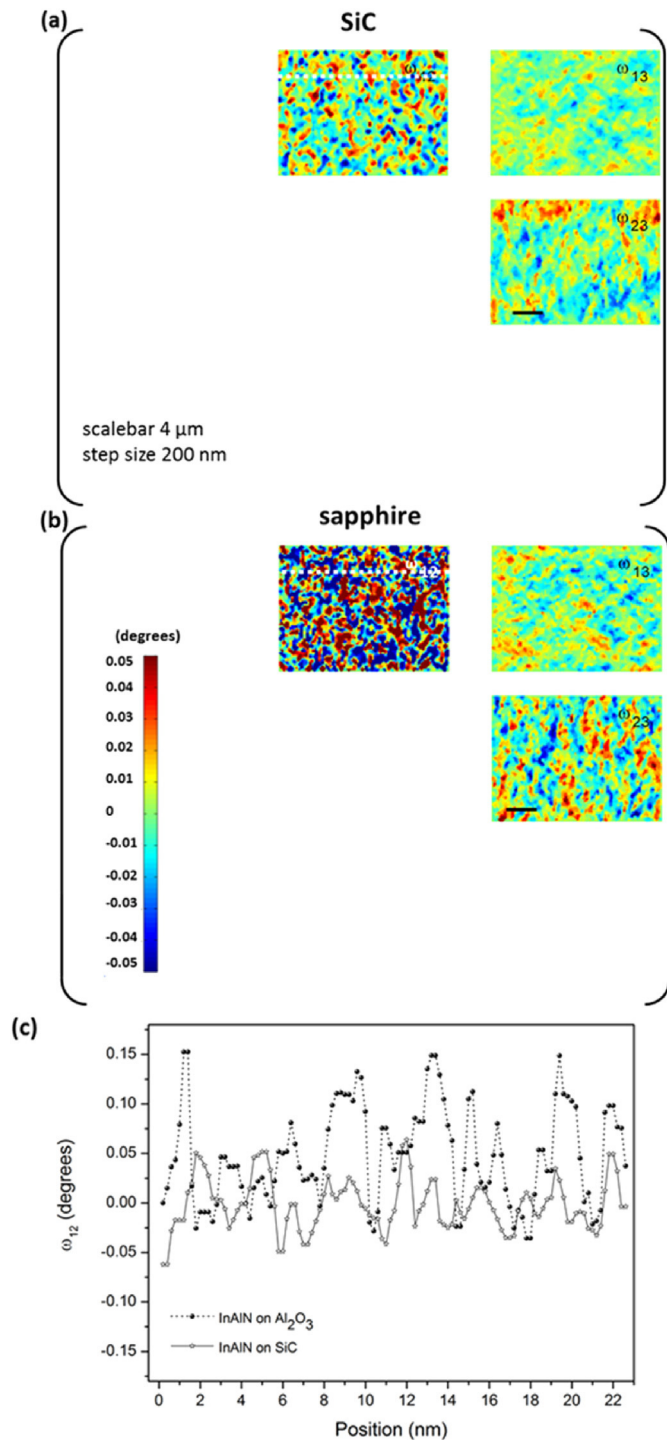 (a)
SiC
ω12
ω13
ω23
scalebar 4 μm
step size 200 nm
(b)
sapphire
ω12
ω13
ω23
(degrees)
0.05
0.04
0.03
0.02
0.01
0
-0.01
-0.02
-0.04
-0.05
(c)
0.15
0.10
0.05
0.00
-0.05
-0.10
-0.15
ω12 (degrees)
InAlN on Al2O3
InAlN on SiC
0 2 4 6 8 10 12 14 16 18 20 22
Position (nm)